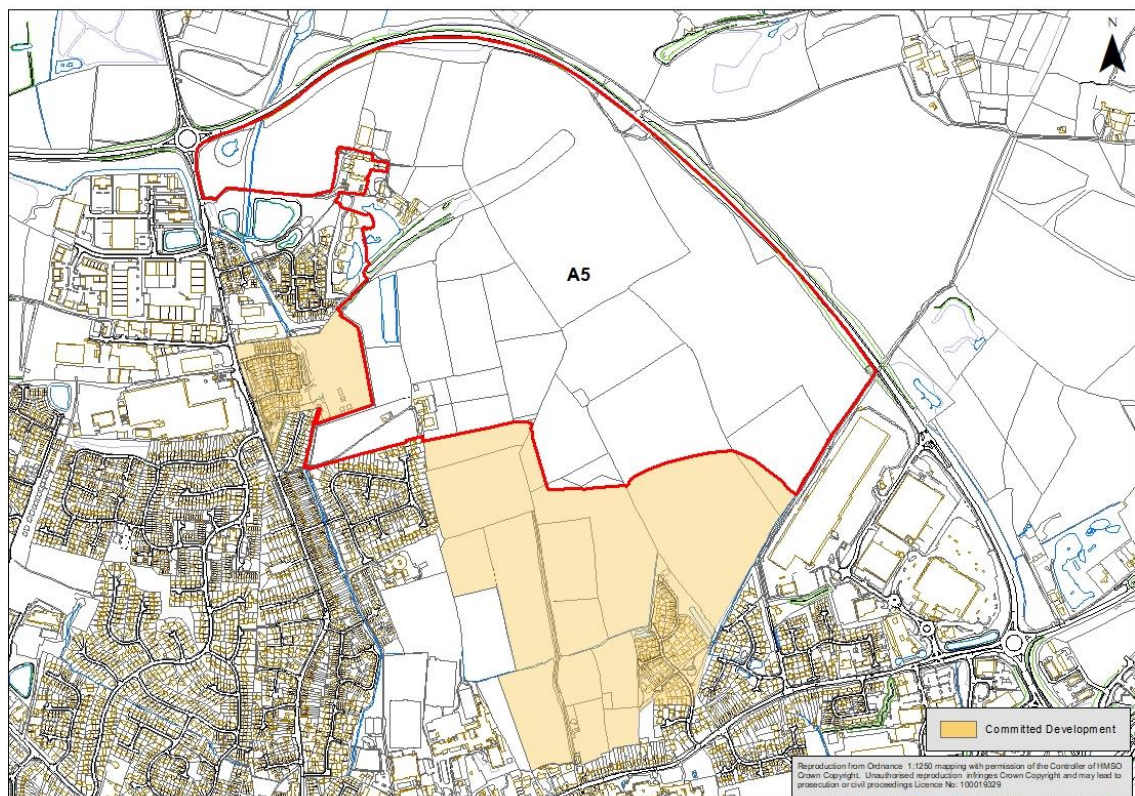 N
A5
Committed Development
Reproduction from Ordnance 1:1250 mapping with permission of the Controller of HMSO
Crown Copyright. Unauthorised reproduction infringes Crown Copyright and may lead to
prosecution or civil proceedings Licence No: 100019329